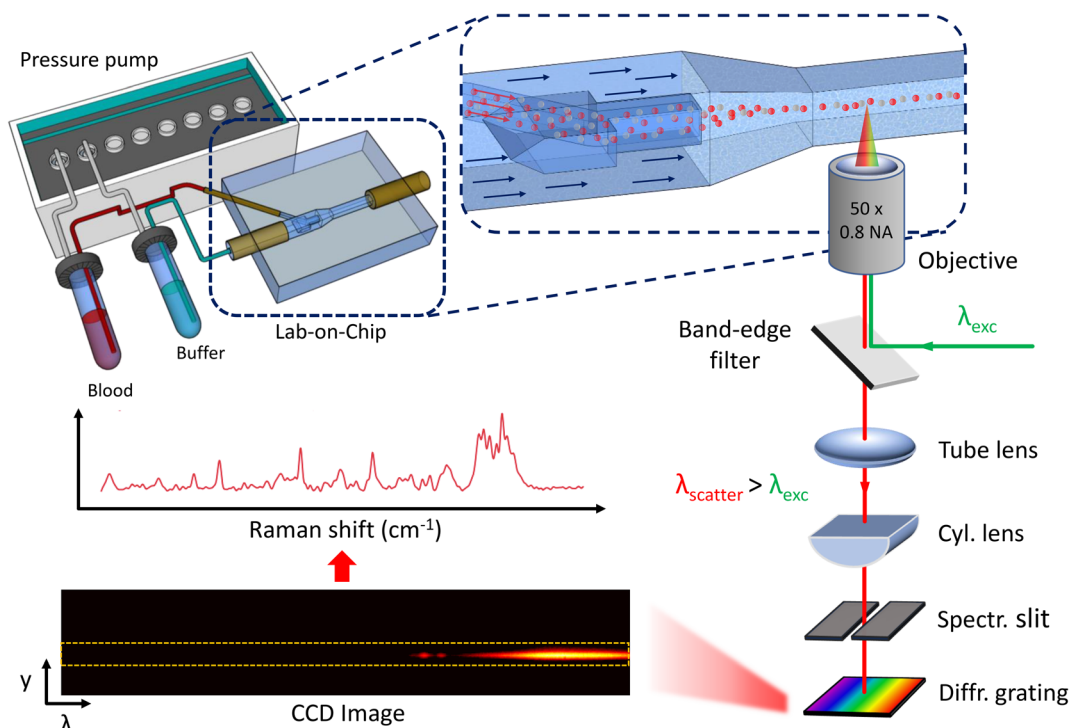 Pressure pump
50 x
0.8 NA
Objective
Lab-on-Chip
Buffer
Blood
Band-edge
filter
λexc
Tube lens
λscatter > λexc
Raman shift (cm-1)
Cyl. lens
Spectr. slit
y
λ
CCD Image
Diffr. grating